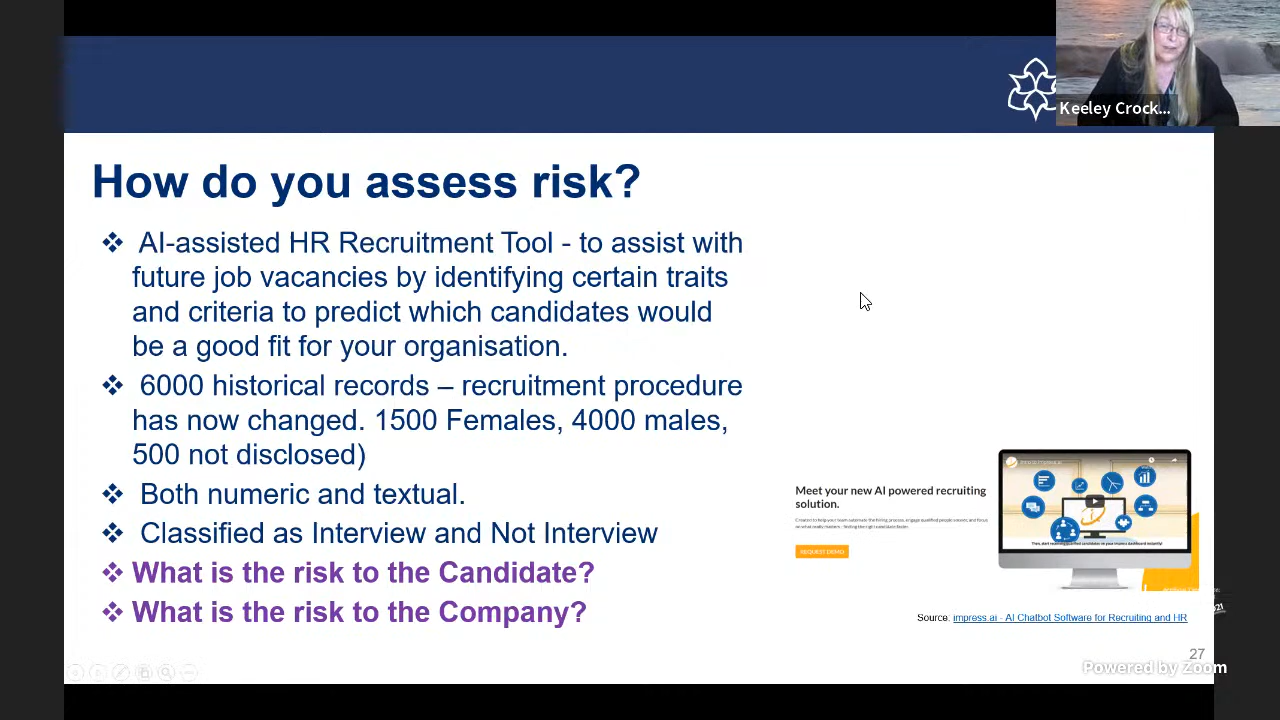 Keeley Crock...
How do you assess risk?
AI-assisted HR Recruitment Tool - to assist with
future job vacancies by identifying certain traits
and criteria to predict which candidates would
be a good fit for your organisation.
6000 historical records – recruitment procedure
has now changed. 1500 Females, 4000 males,
500 not disclosed)
Both numeric and textual.
Classified as Interview and Not Interview
What is the risk to the Candidate?
What is the risk to the Company?
Meet your new AI powered recruiting
solution.
REQUEST DEMO
Source: impress.ai - AI Chatbot Software for Recruiting and HR
27
Powered by Zoom